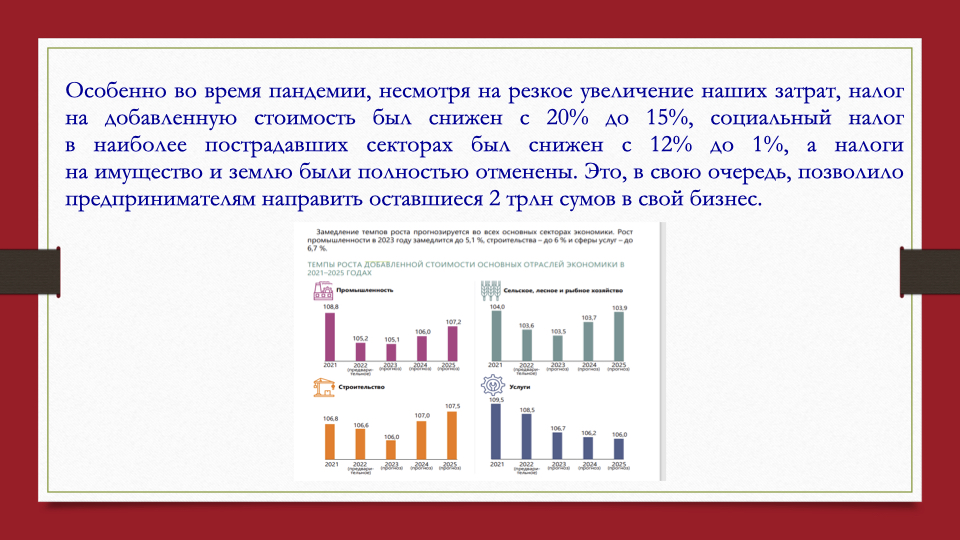 Особенно во время пандемии, несмотря на резкое увеличение наших затрат, налог
на добавленную стоимость был снижен с 20% до 15%, социальный налог
в наиболее пострадавших секторах был снижен с 12% до 1%, а налоги
на имущество и землю были полностью отменены. Это, в свою очередь, позволило
предпринимателям направить оставшиеся 2 трлн сумов в свой бизнес.
Замедление темпов роста прогнозируется во всех основных секторах экономики. Рост
промышленности в 2023 году замедлится до 5,1 %, строительства – до 6 % и сферы услуг – до
6,7 %.
ТЕМПЫ РОСТА ДОБАВЛЕННОЙ СТОИМОСТИ ОСНОВНЫХ ОТРАСЛЕЙ ЭКОНОМИКИ В
2021–2025 ГОДАХ
Промышленность
108,8
105,2
105,1
106,0
107,2
2021
2022
(предвари-
тельное)
2023
(прогноз)
2024
(прогноз)
2025
(прогноз)
Сельское, лесное и рыбное хозяйство
104,0
103,6
103,5
103,7
103,9
2021
2022
(предвари-
тельное)
2023
(прогноз)
2024
(прогноз)
2025
(прогноз)
Строительство
106,8
106,6
106,0
107,0
107,5
2021
2022
(предвари-
тельное)
2023
(прогноз)
2024
(прогноз)
2025
(прогноз)
Услуги
109,5
108,5
106,7
106,2
106,0
2021
2022
(предвари-
тельное)
2023
(прогноз)
2024
(прогноз)
2025
(прогноз)